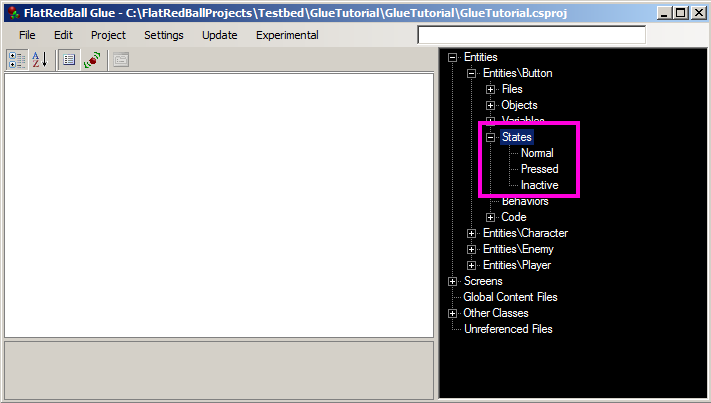 FlatRedBall Glue - C:\FlatRedBallProjects\Testbed\GlueTutorial\GlueTutorial\GlueTutorial.csproj
File Edit Project Settings Update Experimental
Entities
Entities\Button
Files
Objects
Variables
States
Normal
Pressed
Inactive
Behaviors
Code
Entities\Character
Entities\Enemy
Entities\Player
Screens
Global Content Files
Other Classes
Unreferenced Files